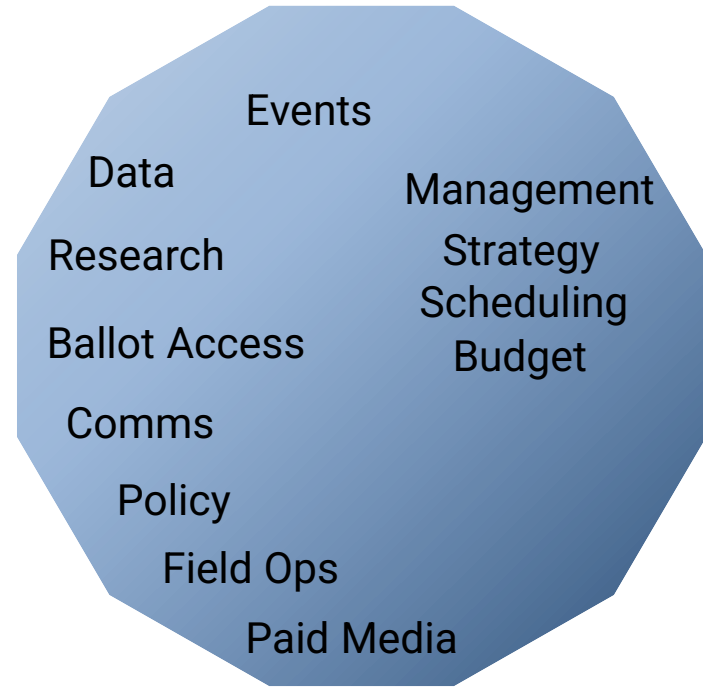 Events
Data
Management
Research
Strategy
Scheduling
Ballot Access
Budget
Comms
Policy
Field Ops
Paid Media